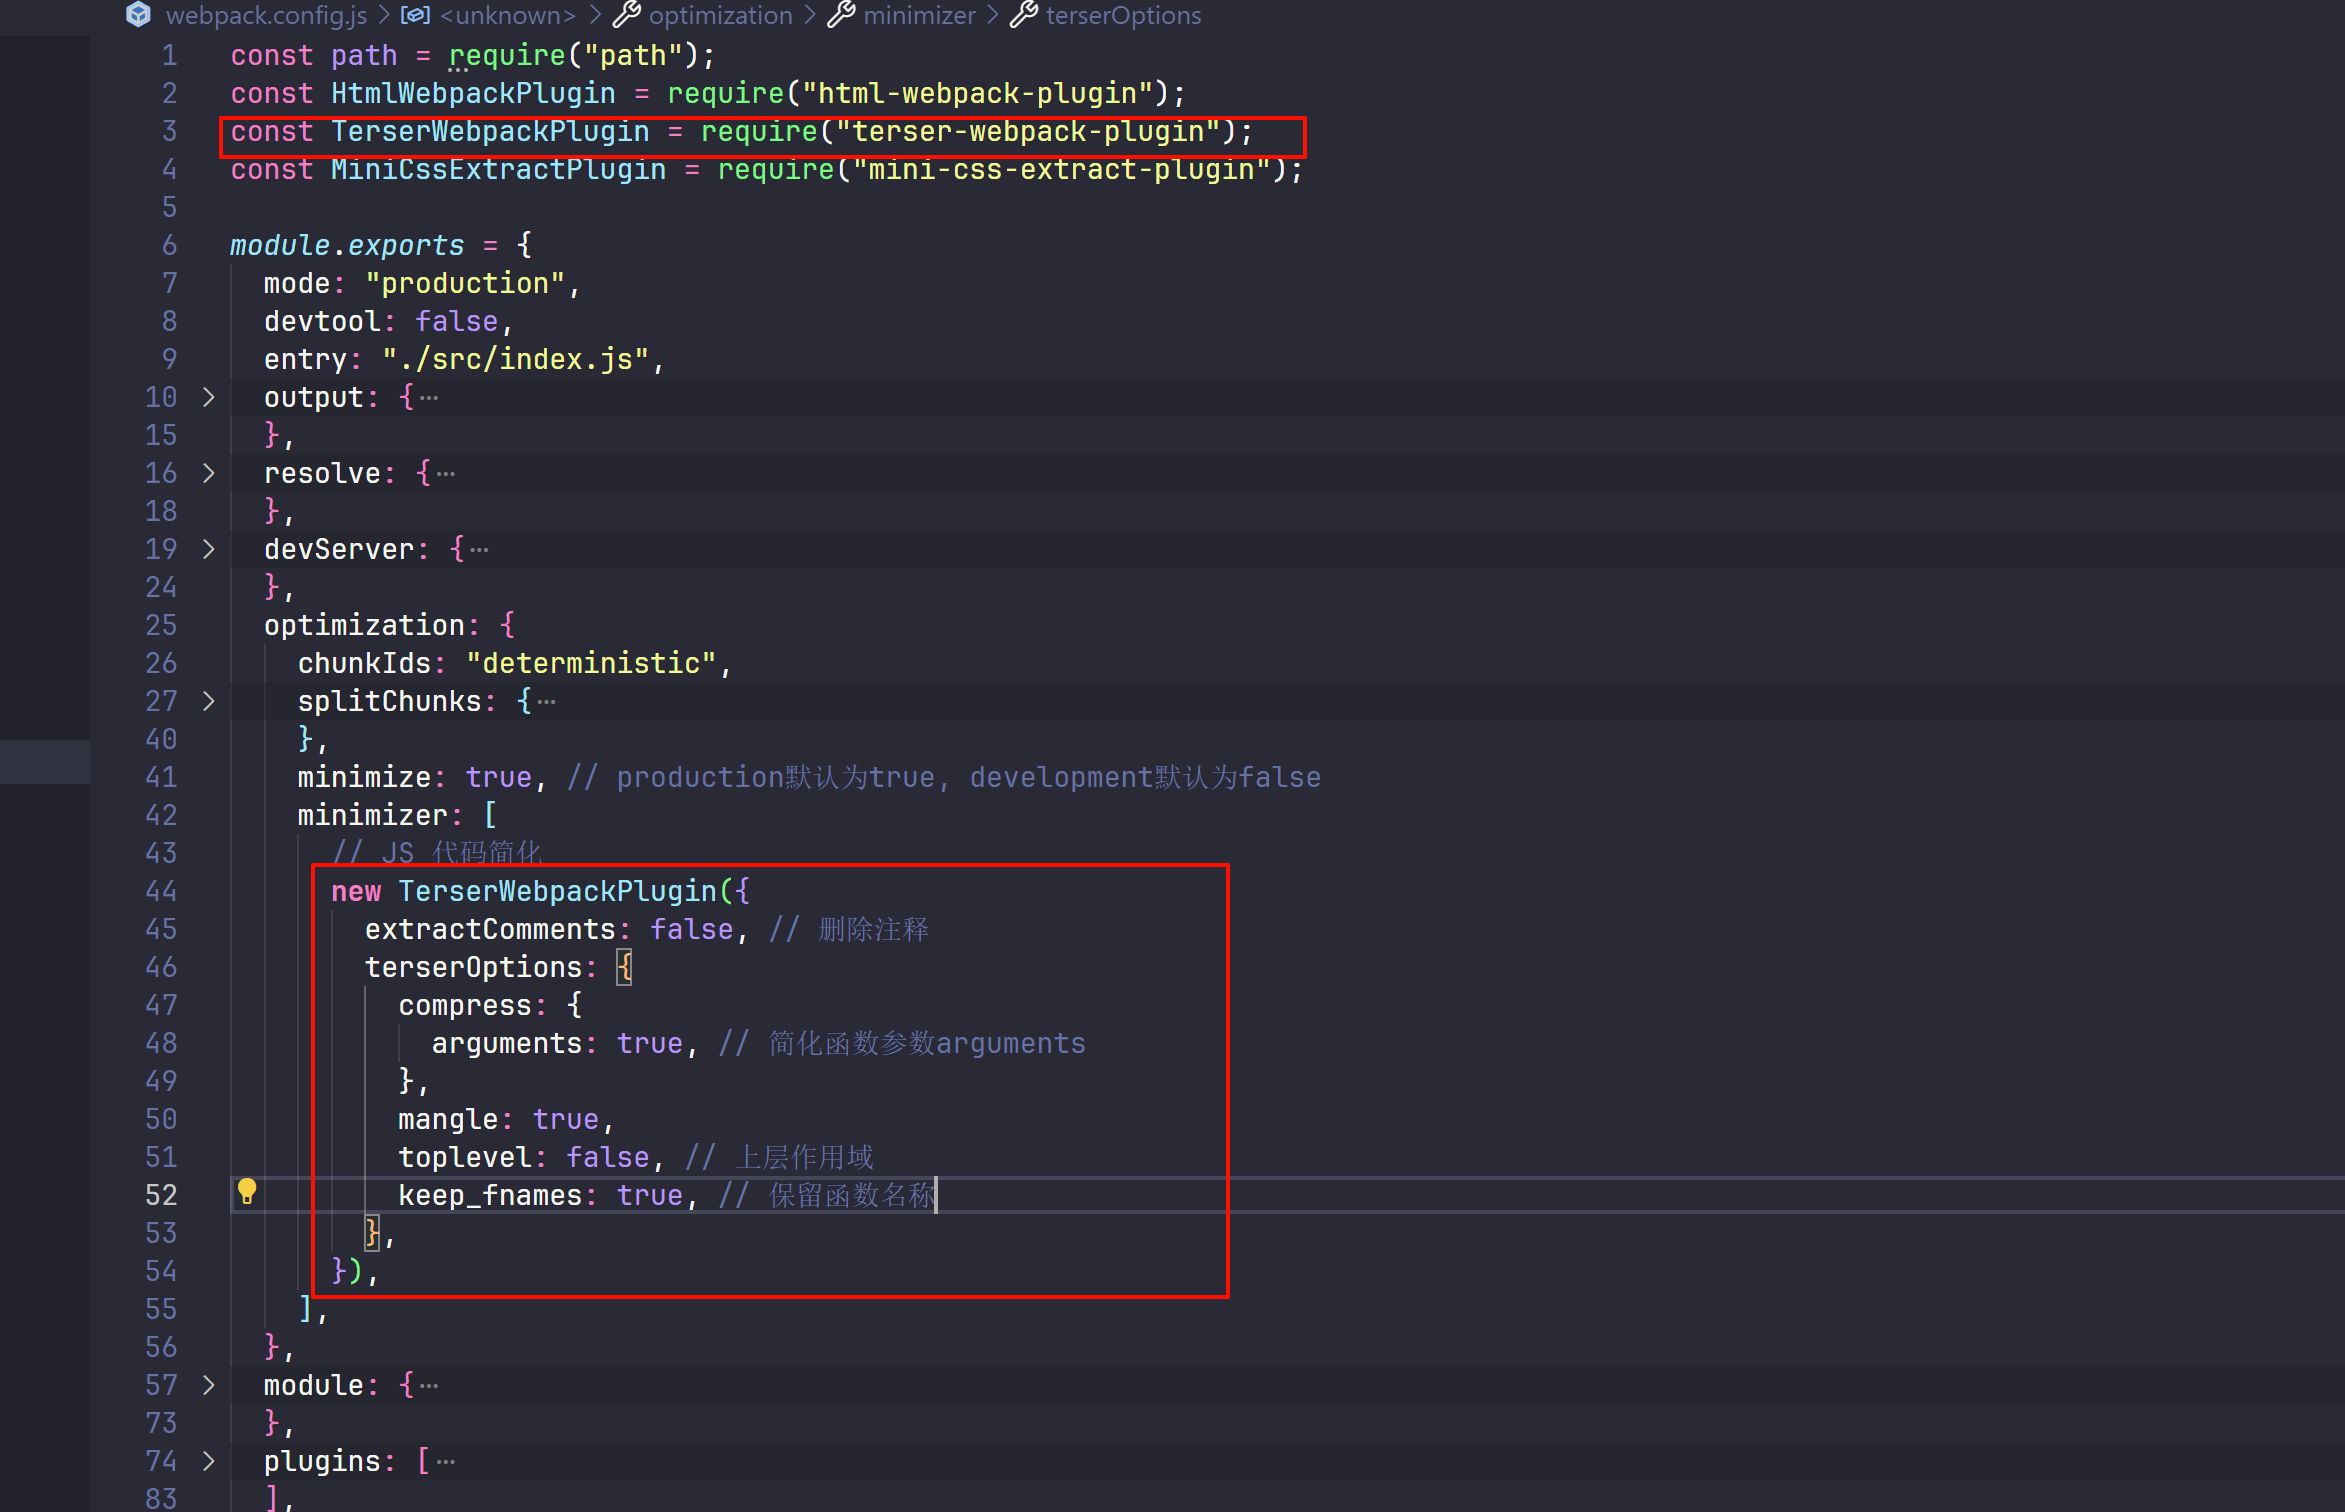 webpack.config.js > <unknown> > optimization > minimizer > terserOptions
1 const path = require("path");
2 const HtmlWebpackPlugin = require("html-webpack-plugin");
3 const TerserWebpackPlugin = require("terser-webpack-plugin");
4 const MiniCssExtractPlugin = require("mini-css-extract-plugin");
5
6 module.exports = {
7 mode: "production",
8 devtool: false,
9 entry: "./src/index.js",
10 > output: {···
15 },
16 > resolve: {···
18 },
19 > devServer: {···
24 },
25 optimization: {
26 chunkIds: "deterministic",
27 > splitChunks: {···
40 },
41 minimize: true, // production默认为true, development默认为false
42 minimizer: [
43 // JS 代码简化
44 new TerserWebpackPlugin({
45 extractComments: false, // 删除注释
46 terserOptions: {
47 compress: {
48 arguments: true, // 简化函数参数arguments
49 },
50 mangle: true,
51 toplevel: false, // 上层作用域
52 keep_fnames: true, // 保留函数名称
53 },
54 }),
55 ],
56 },
57 > module: {···
73 },
74 > plugins: [···
83 ],